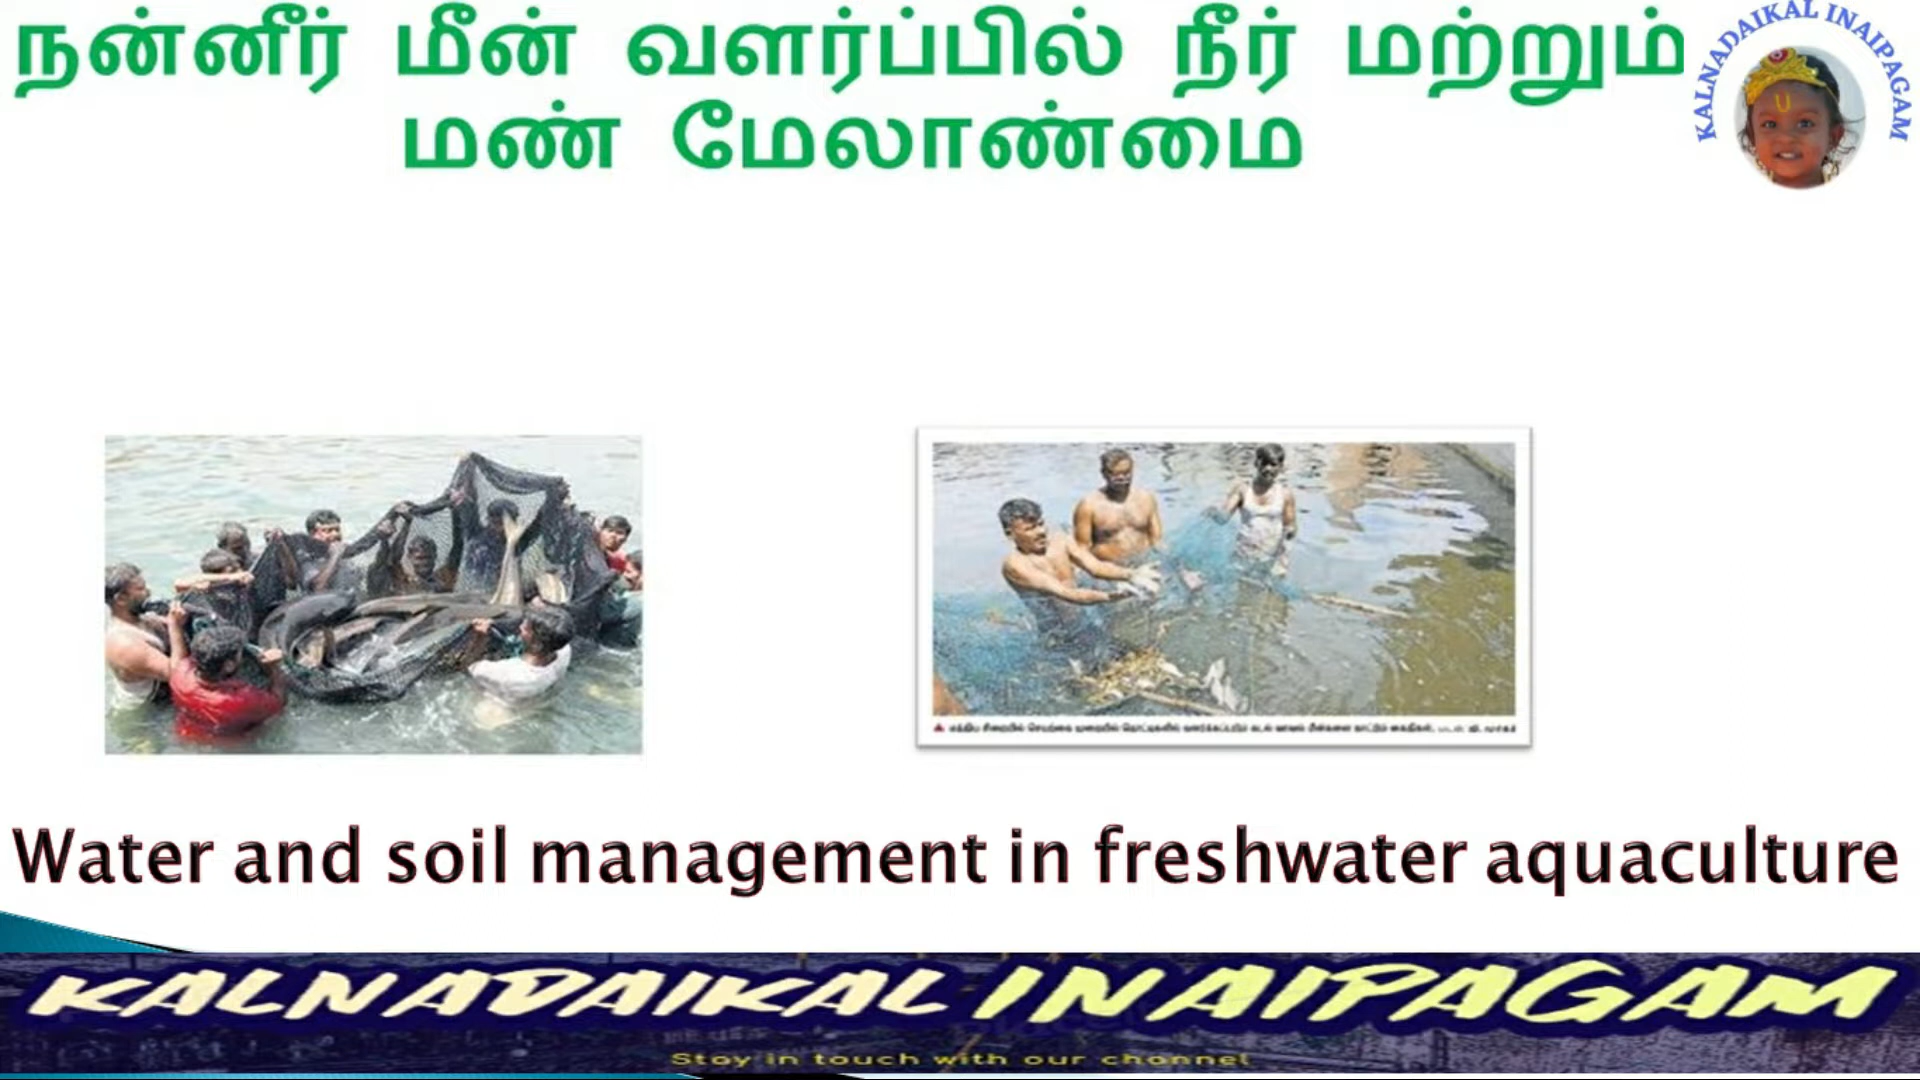 நன்னீர் மீன் வளர்ப்பில் நீர் மற்றும்
மண் மேலாண்மை
KALNADAIKAL INAIPAGAM
Water and soil management in freshwater aquaculture
KALNADAIKAL INAIPAGAM
Stay in touch with our channel